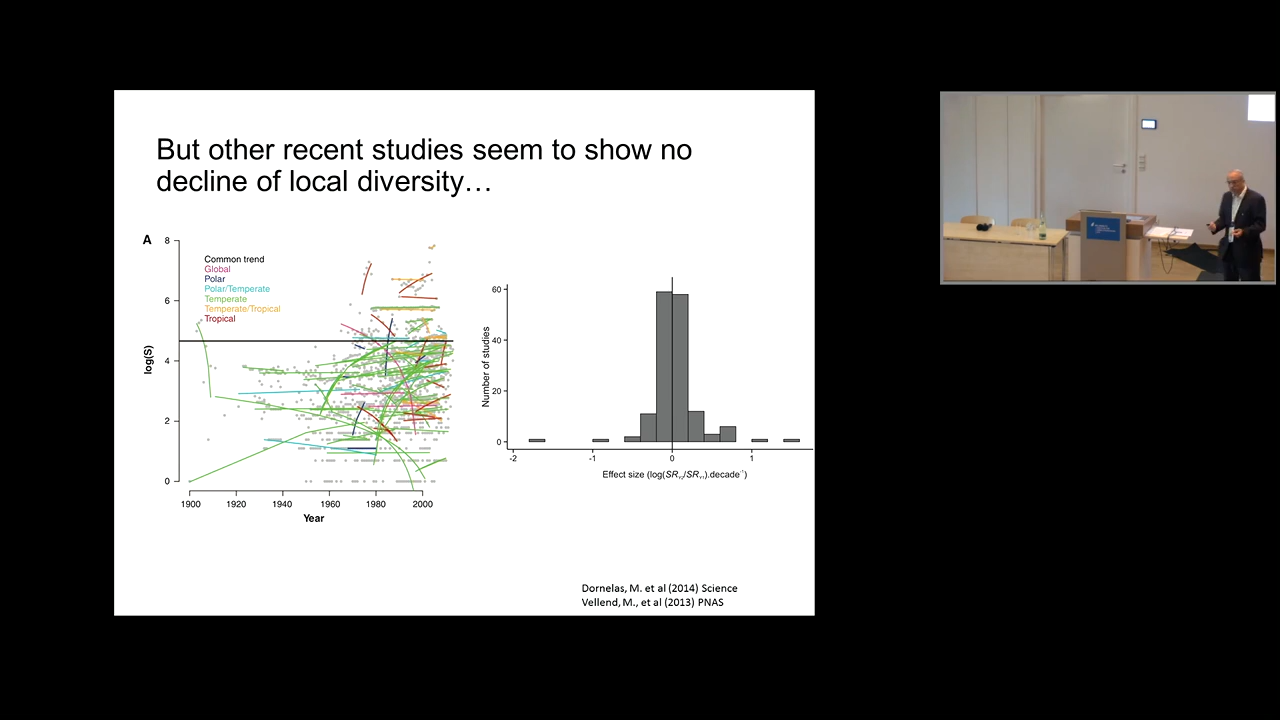 But other recent studies seem to show no
decline of local diversity…
A
8
6
4
2
0
log(S)
Common trend
Global
Polar
Polar/Temperate
Temperate
Temperate/Tropical
Tropical
1900 1920 1940 1960 1980 2000
Year
60
40
20
0
Number of studies
-2 -1 0 1
Effect size (log(SR
/SR
).decade⁻¹)
Dornelas, M. et al (2014) Science
Vellend, M., et al (2013) PNAS